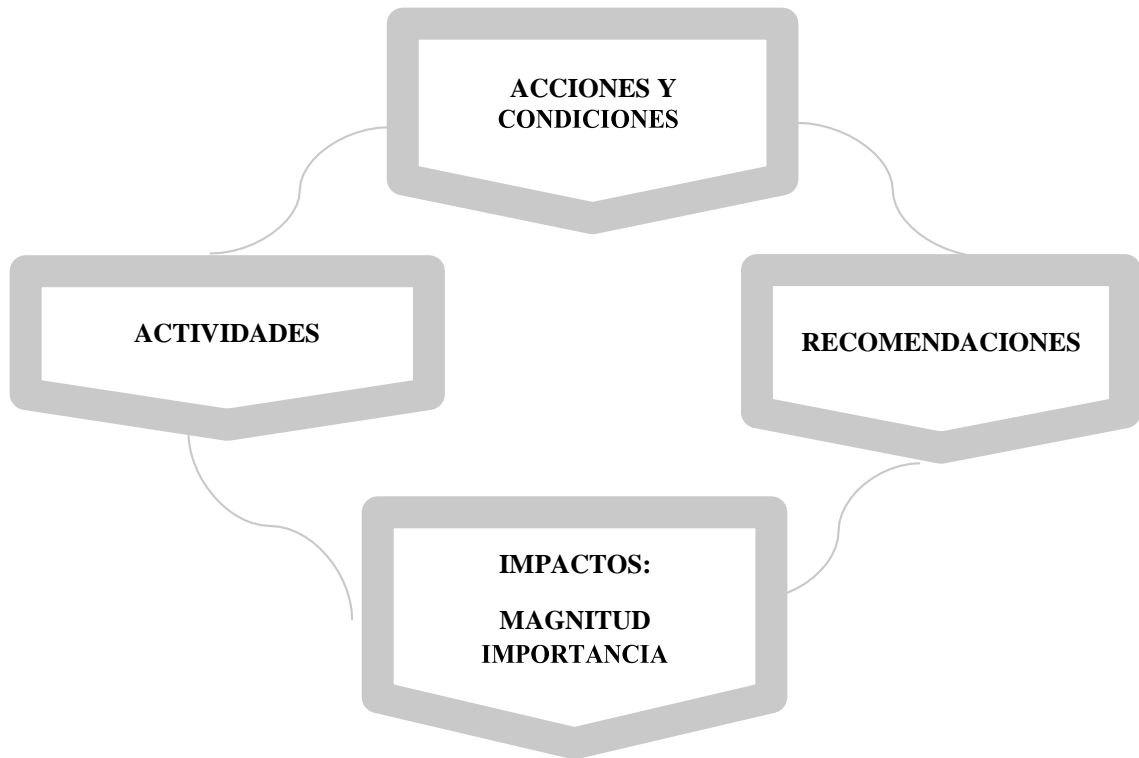 ACCIONES Y
CONDICIONES
ACTIVIDADES
RECOMENDACIONES
IMPACTOS:
MAGNITUD
IMPORTANCIA